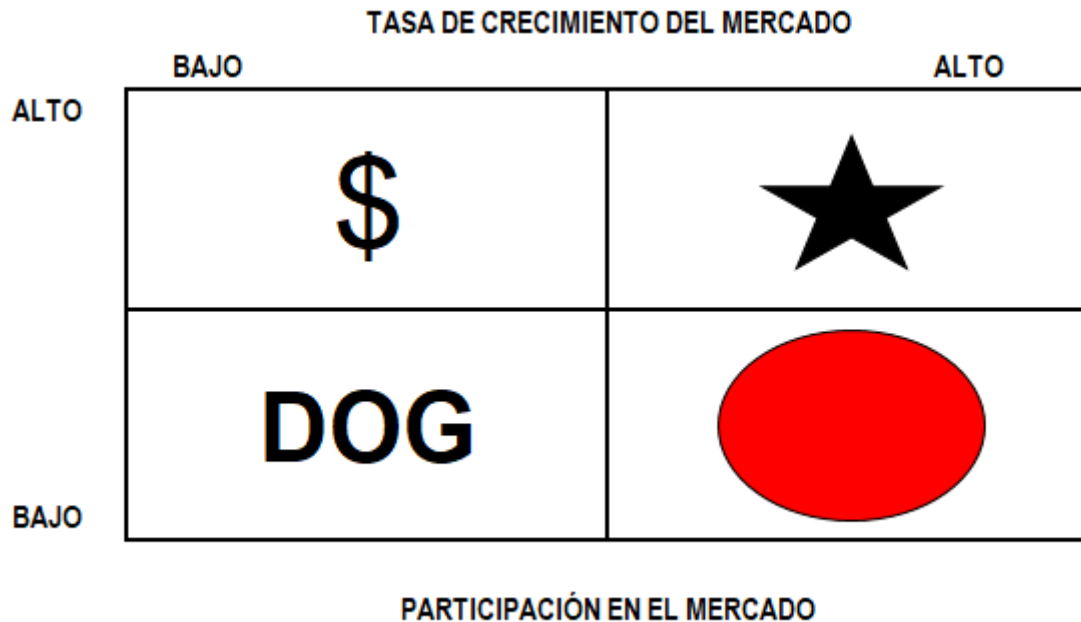 TASA DE CRECIMIENTO DEL MERCADO
BAJO ALTO
ALTO
$
DOG
BAJO
PARTICIPACIÓN EN EL MERCADO